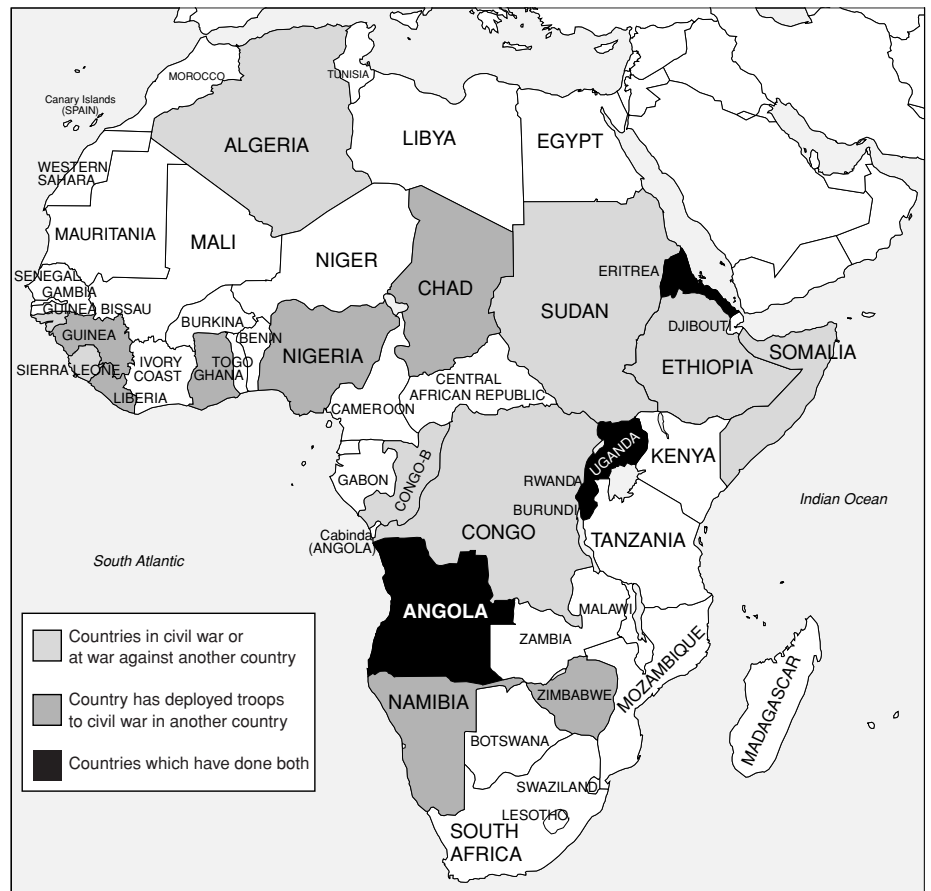 MOROCCO
TUNISIA
Canary Islands
(SPAIN)
ALGERIA
LIBYA
EGYPT
WESTERN
SAHARA
MAURITANIA
MALI
NIGER
CHAD
SUDAN
ERITREA
SENEGAL
GAMBIA
GUINEA BISSAU
GUINEA
BURKINA
BENIN
NIGERIA
DJIBOUTI
ETHIOPIA
SOMALIA
SIERRA LEONE
IVORY
COAST
TOGO
GHANA
LIBERIA
CENTRAL
AFRICAN REPUBLIC
CAMEROON
GABON
CONGO-B
UGANDA
KENYA
RWANDA
BURUNDI
Indian Ocean
CONGO
TANZANIA
Cabinda
(ANGOLA)
South Atlantic
ANGOLA
MALAWI
ZAMBIA
MOZAMBIQUE
MADAGASCAR
NAMIBIA
ZIMBABWE
BOTSWANA
SWAZILAND
LESOTHO
SOUTH
AFRICA
Countries in civil war or
at war against another country
Country has deployed troops
to civil war in another country
Countries which have done both